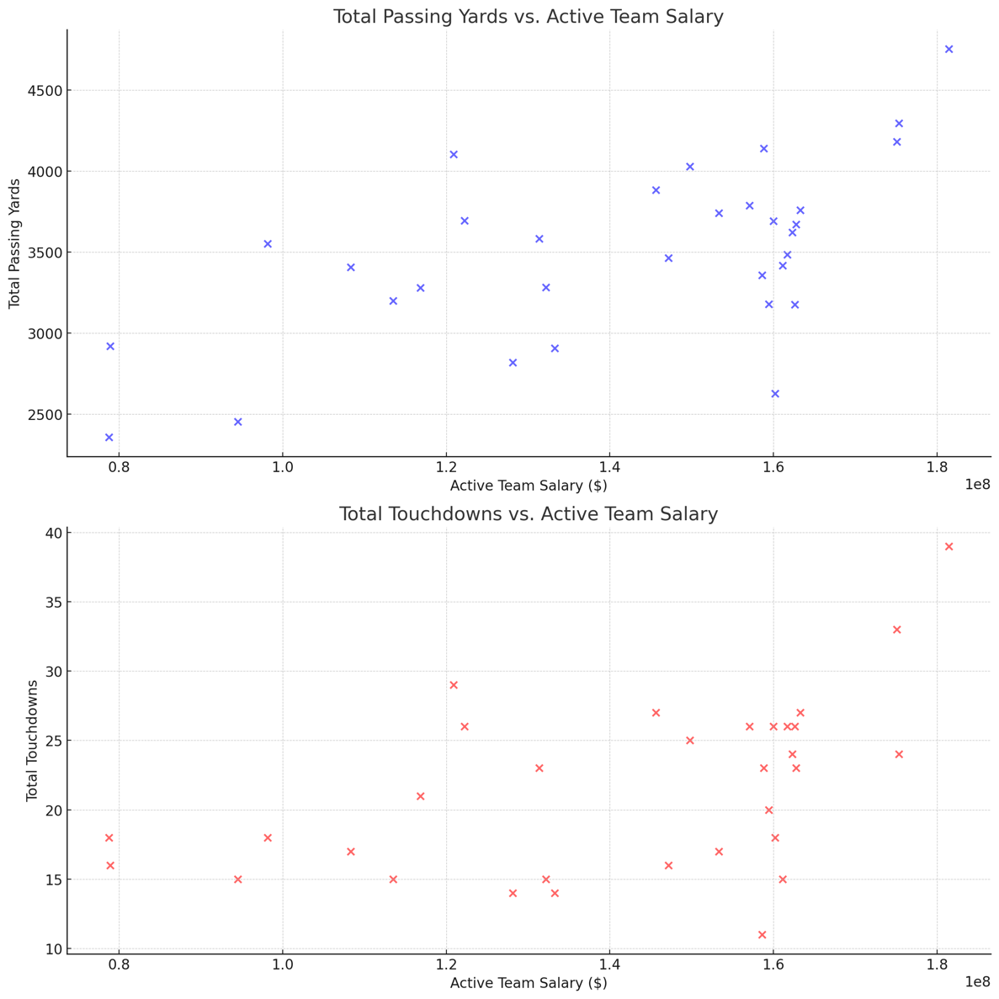 Total Passing Yards vs. Active Team Salary
4500
4000
3500
3000
2500
Total Passing Yards
0.8 1.0 1.2 1.4 1.6 1.8
1e8
Active Team Salary ($)
Total Touchdowns vs. Active Team Salary
40
35
30
25
20
15
10
Total Touchdowns
0.8 1.0 1.2 1.4 1.6 1.8
1e8
Active Team Salary ($)